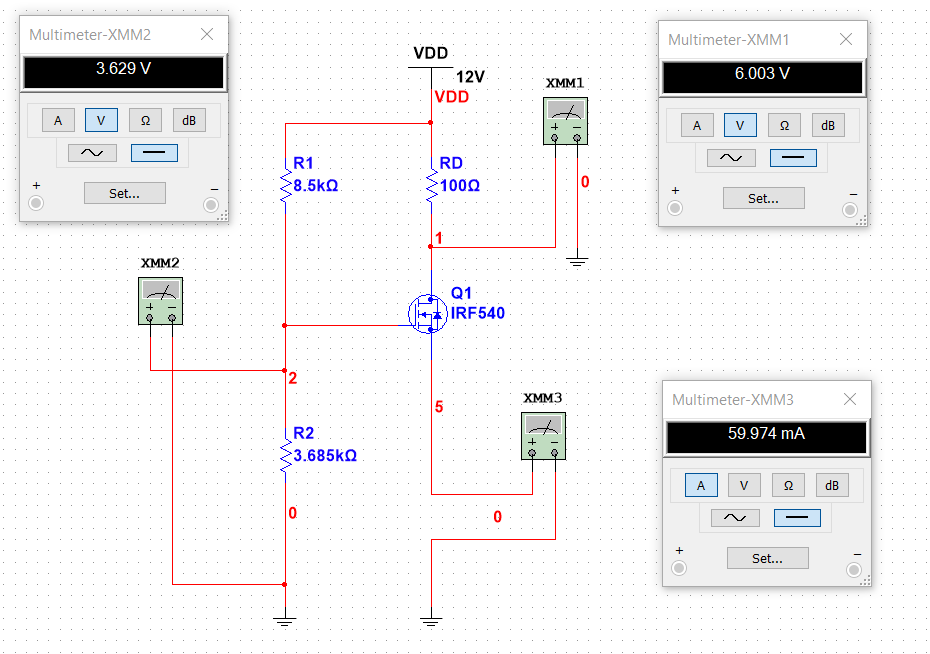 Multimeter-XMM2
3.629 V
A V Ω dB
Set...
+ −
Multimeter-XMM1
6.003 V
A V Ω dB
Set...
+ −
VDD
12V
VDD
XMM1
+ −
R1
8.5kΩ
RD
100Ω
0
1
XMM2
+ −
Q1
IRF540
2
5
XMM3
+ −
R2
3.685kΩ
0
0
Multimeter-XMM3
59.974 mA
A V Ω dB
Set...
+ −